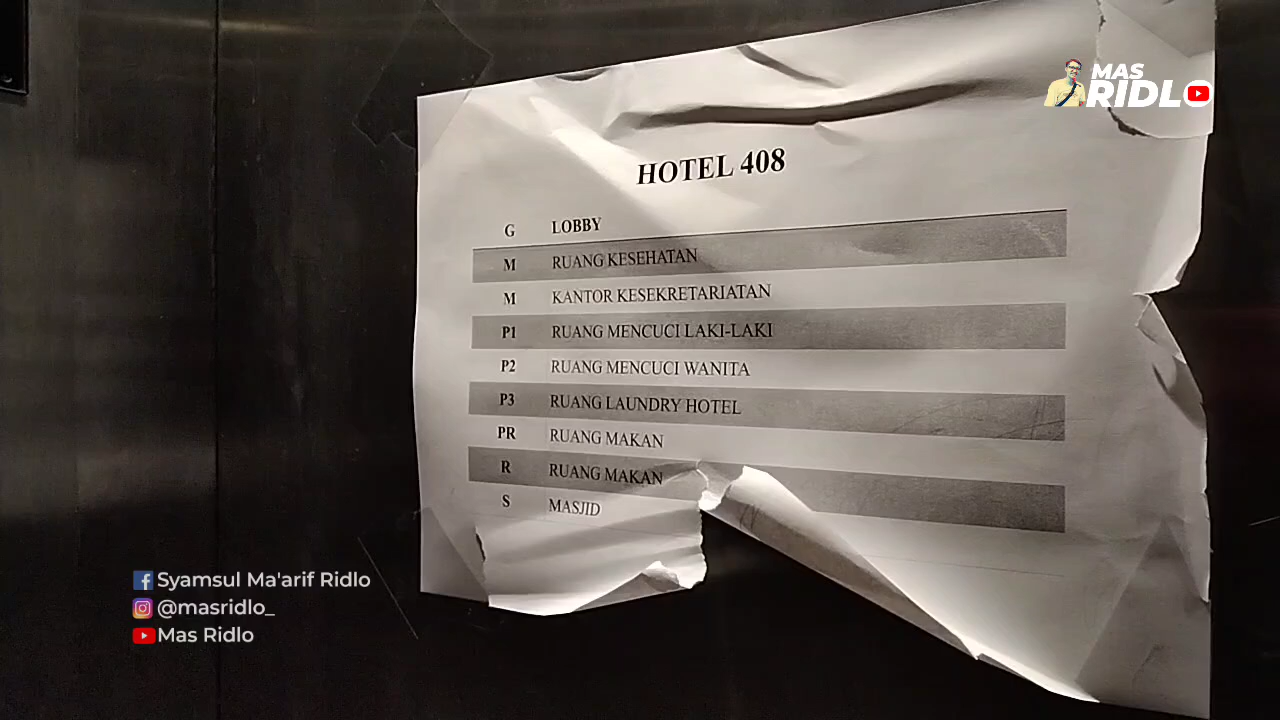 MAS
RIDLO
HOTEL 408
G LOBBY
M RUANG KESEHATAN
M KANTOR KESEKRETARIATAN
P1 RUANG MENCUCI LAKI-LAKI
P2 RUANG MENCUCI WANITA
P3 RUANG LAUNDRY HOTEL
PR RUANG MAKAN
R RUANG MAKAN
S MASJID
Syamsul Ma'arif Ridlo
@masridlo_
Mas Ridlo